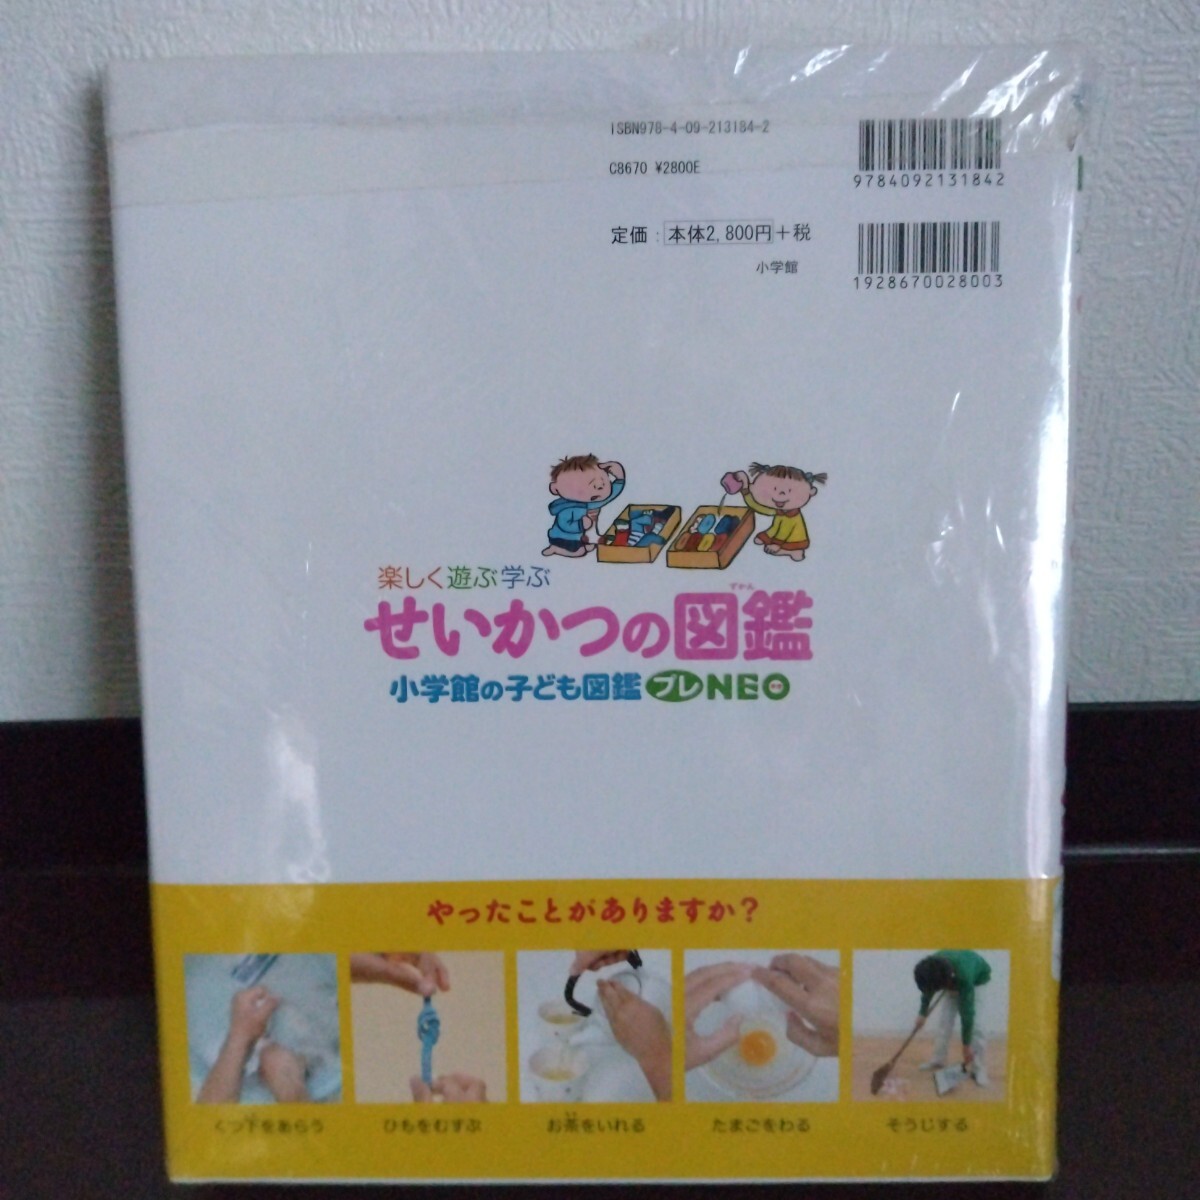 ISBN978-4-09-213184-2
C8670 ¥2800E
9784092131842
定価：本体2,800円＋税
小学館
1928670028003
楽しく遊ぶ学ぶ
ずかん
せいかつの図鑑
小学館の子ども図鑑 プレNEO
やったことがありますか？
くつ下をあらう
ひもをむすぶ
お茶をいれる
たまごをわる
そうじする